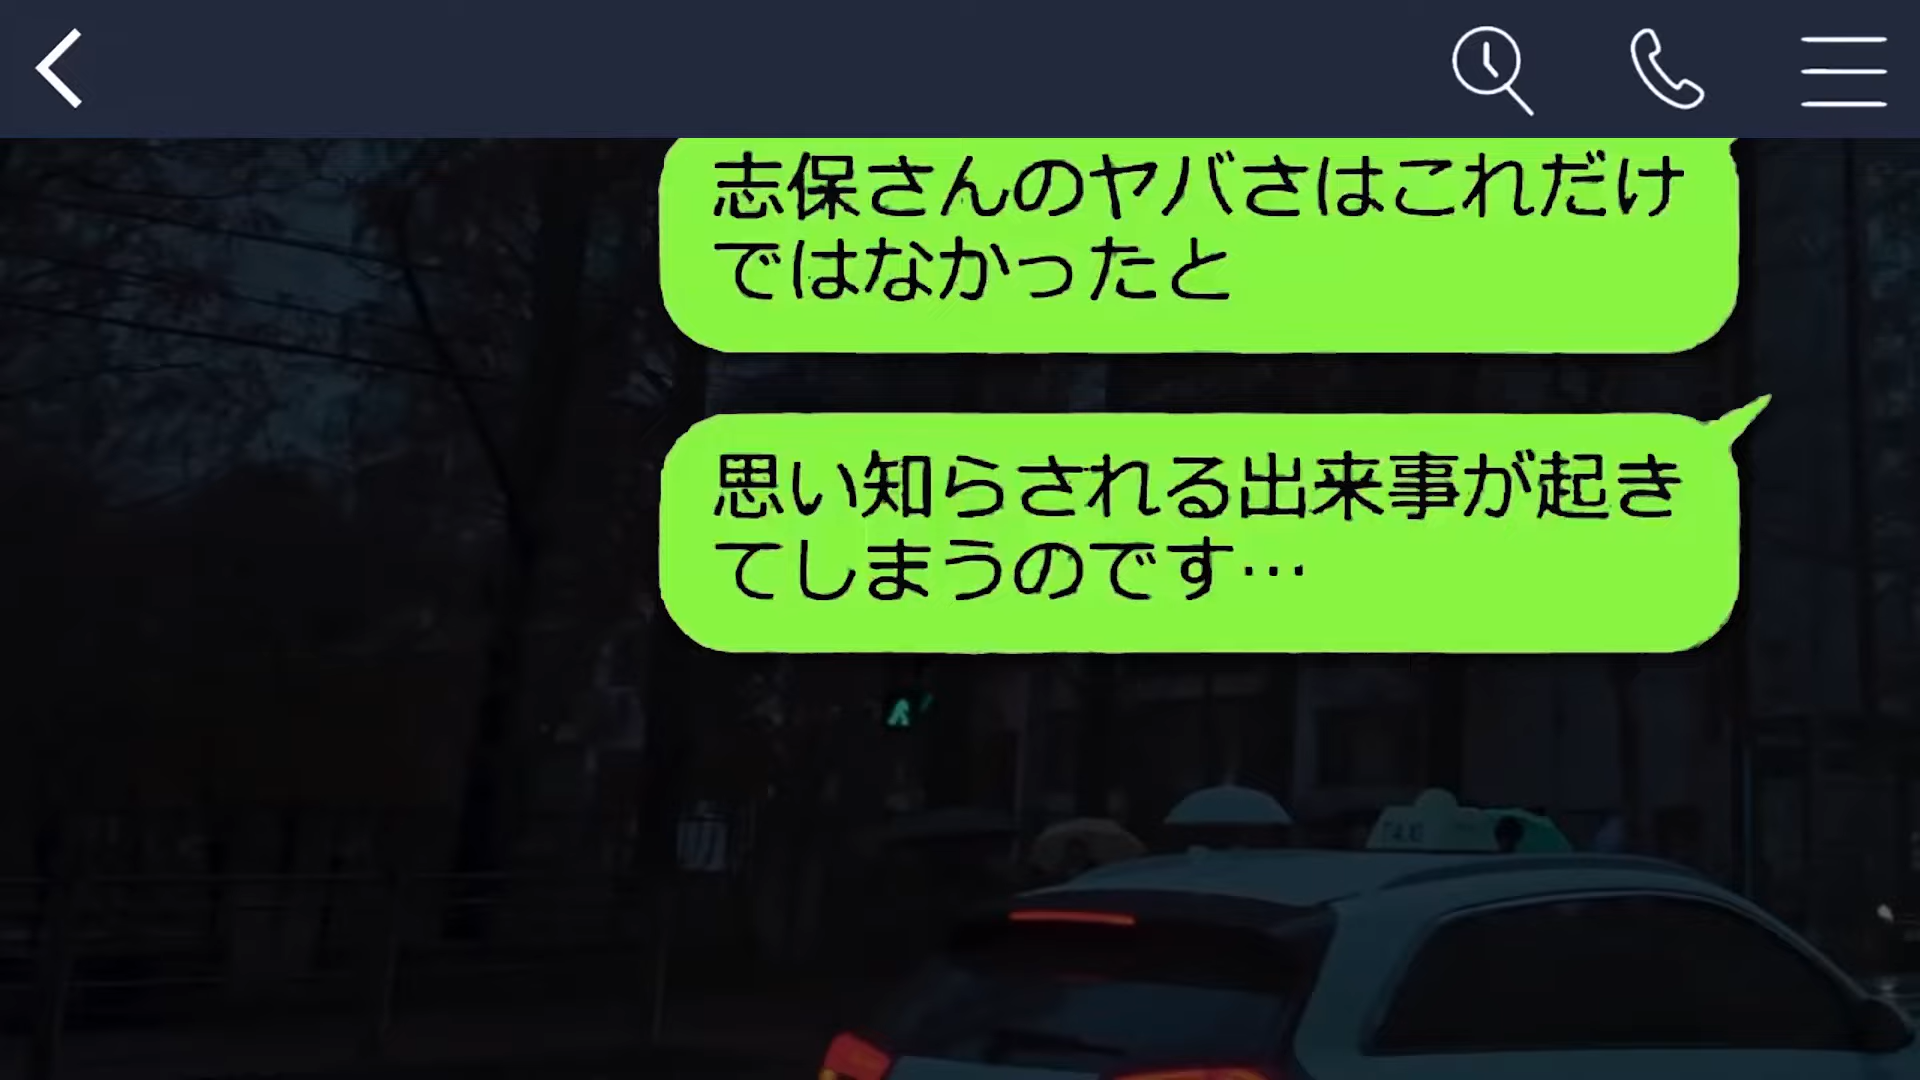 志保さんのヤバさはこれだけ
ではなかったと
思い知らされる出来事が起き
てしまうのです…
TAXI